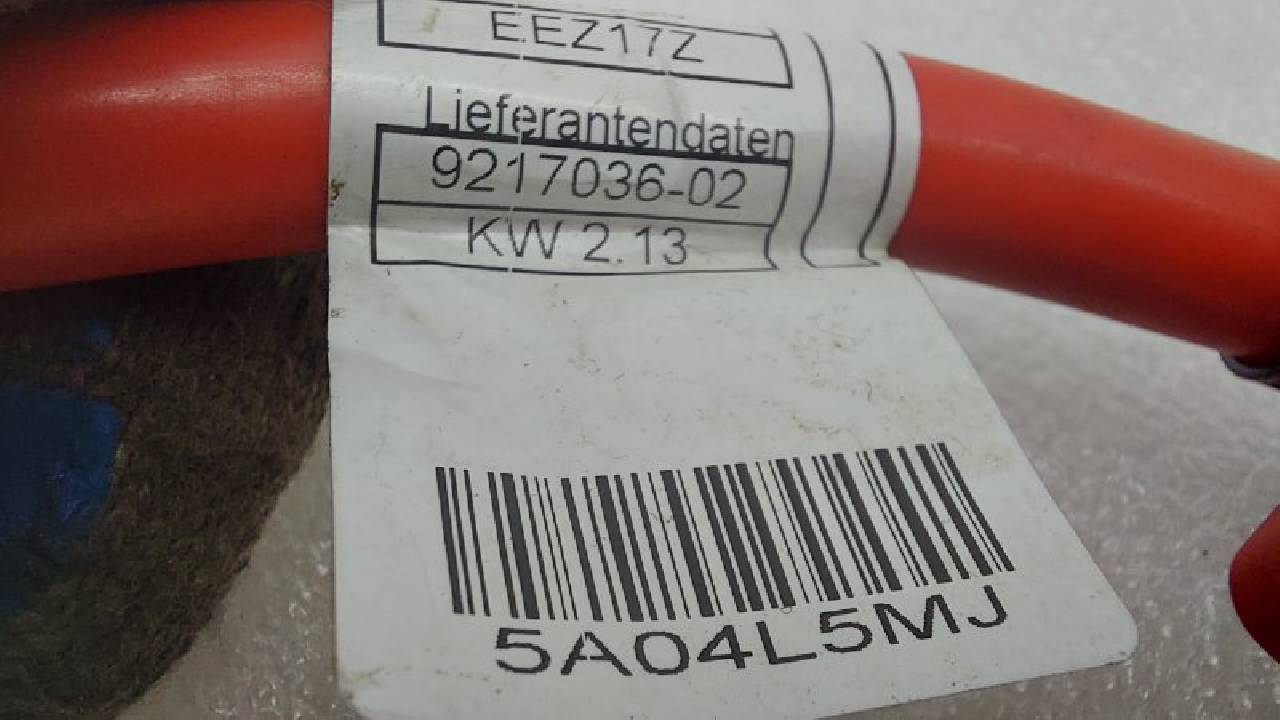 EEZ17Z
Lieferantendaten
9217036-02
KW 2.13
5A04L5MJ